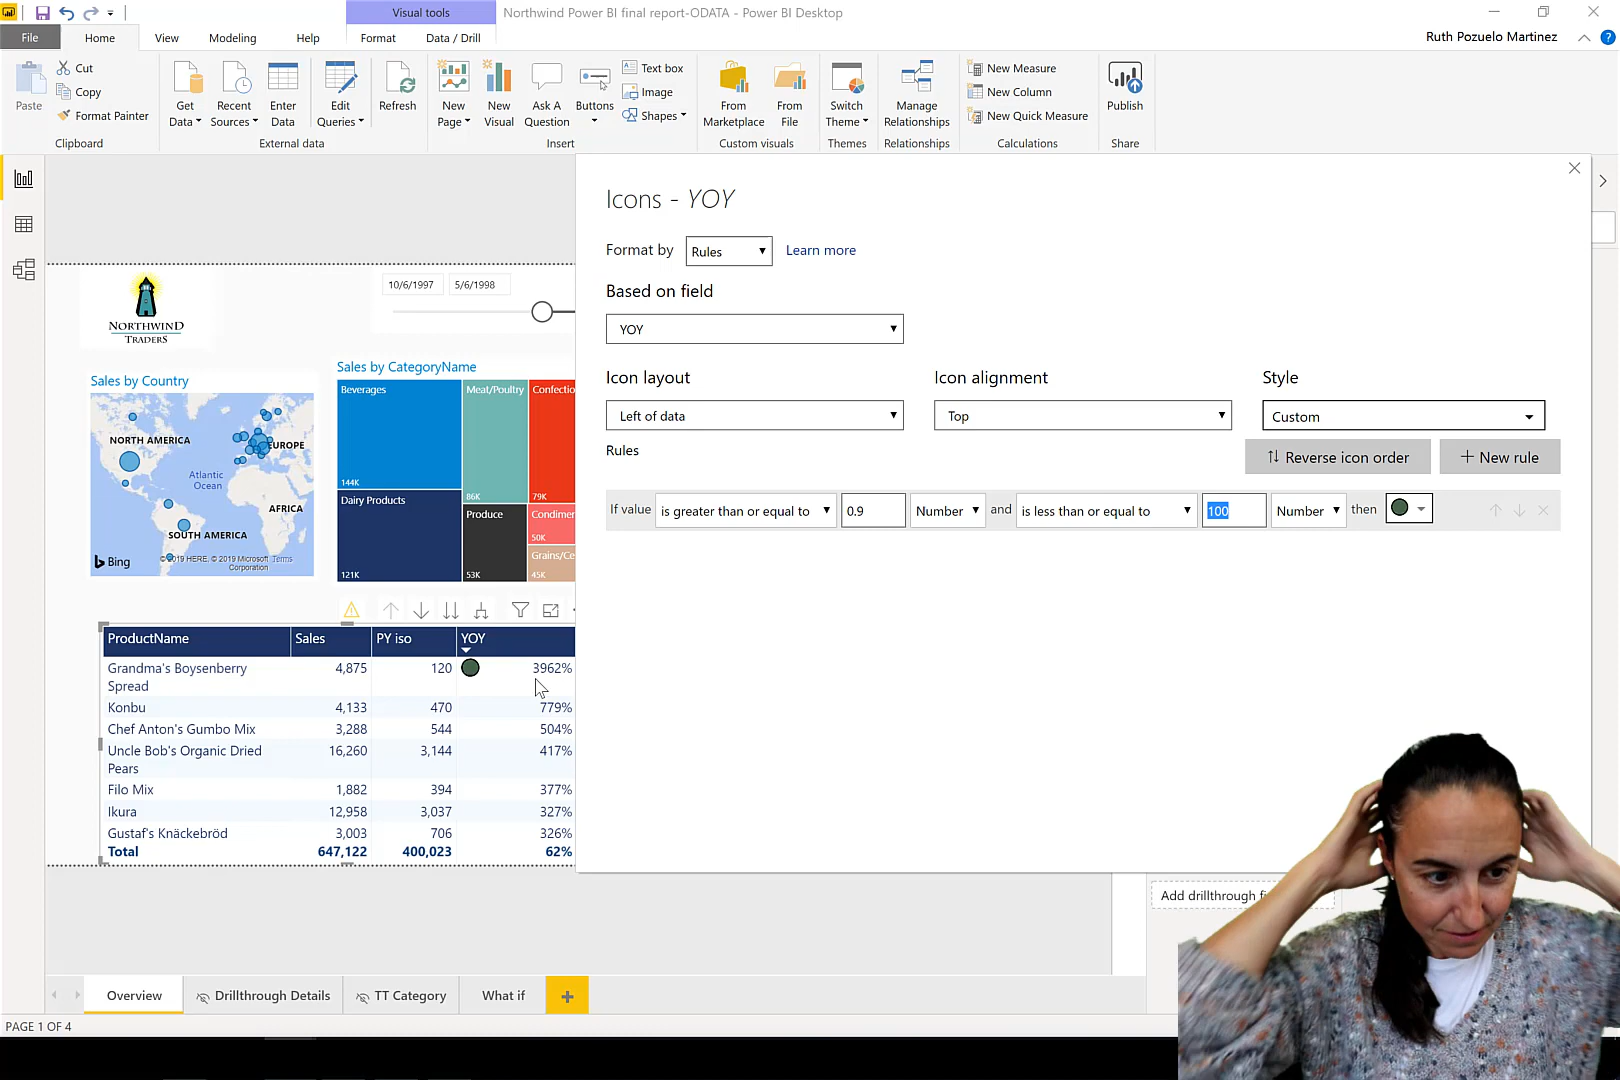 Visual tools
Northwind Power BI final report-ODATA - Power BI Desktop
File
Home
View
Modeling
Help
Format
Data / Drill
Ruth Pozuelo Martinez
Paste
Cut
Copy
Format Painter
Clipboard
Get Data
Recent Sources
Enter Data
Edit Queries
Refresh
External data
New Page
New Visual
Ask A Question
Buttons
Text box
Image
Shapes
Insert
From Marketplace
From File
Custom visuals
Switch Theme
Themes
Manage Relationships
Relationships
New Measure
New Column
New Quick Measure
Calculations
Publish
Share
Icons - YOY
Format by
Rules
Learn more
Based on field
YOY
Icon layout
Icon alignment
Style
Left of data
Top
Custom
Rules
Reverse icon order
New rule
If value
is greater than or equal to
0.9
Number
and
is less than or equal to
100
Number
then
NORTHWIND
TRADERS
10/6/1997
5/6/1998
Sales by Country
NORTH AMERICA
EUROPE
Atlantic
Ocean
AFRICA
SOUTH AMERICA
Bing
© 2019 HERE, © 2019 Microsoft Corporation Terms
Sales by CategoryName
Beverages
144K
Dairy Products
121K
Meat/Poultry
86K
Produce
53K
Confectio
79K
Condimer
50K
Grains/Ce
45K
ProductName Sales PY iso YOY
Grandma's Boysenberry Spread 4,875 120 3962%
Konbu 4,133 470 779%
Chef Anton's Gumbo Mix 3,288 544 504%
Uncle Bob's Organic Dried Pears 16,260 3,144 417%
Filo Mix 1,882 394 377%
Ikura 12,958 3,037 327%
Gustaf's Knäckebröd 3,003 706 326%
Total 647,122 400,023 62%
Add drillthrough fi
Overview
Drillthrough Details
TT Category
What if
PAGE 1 OF 4